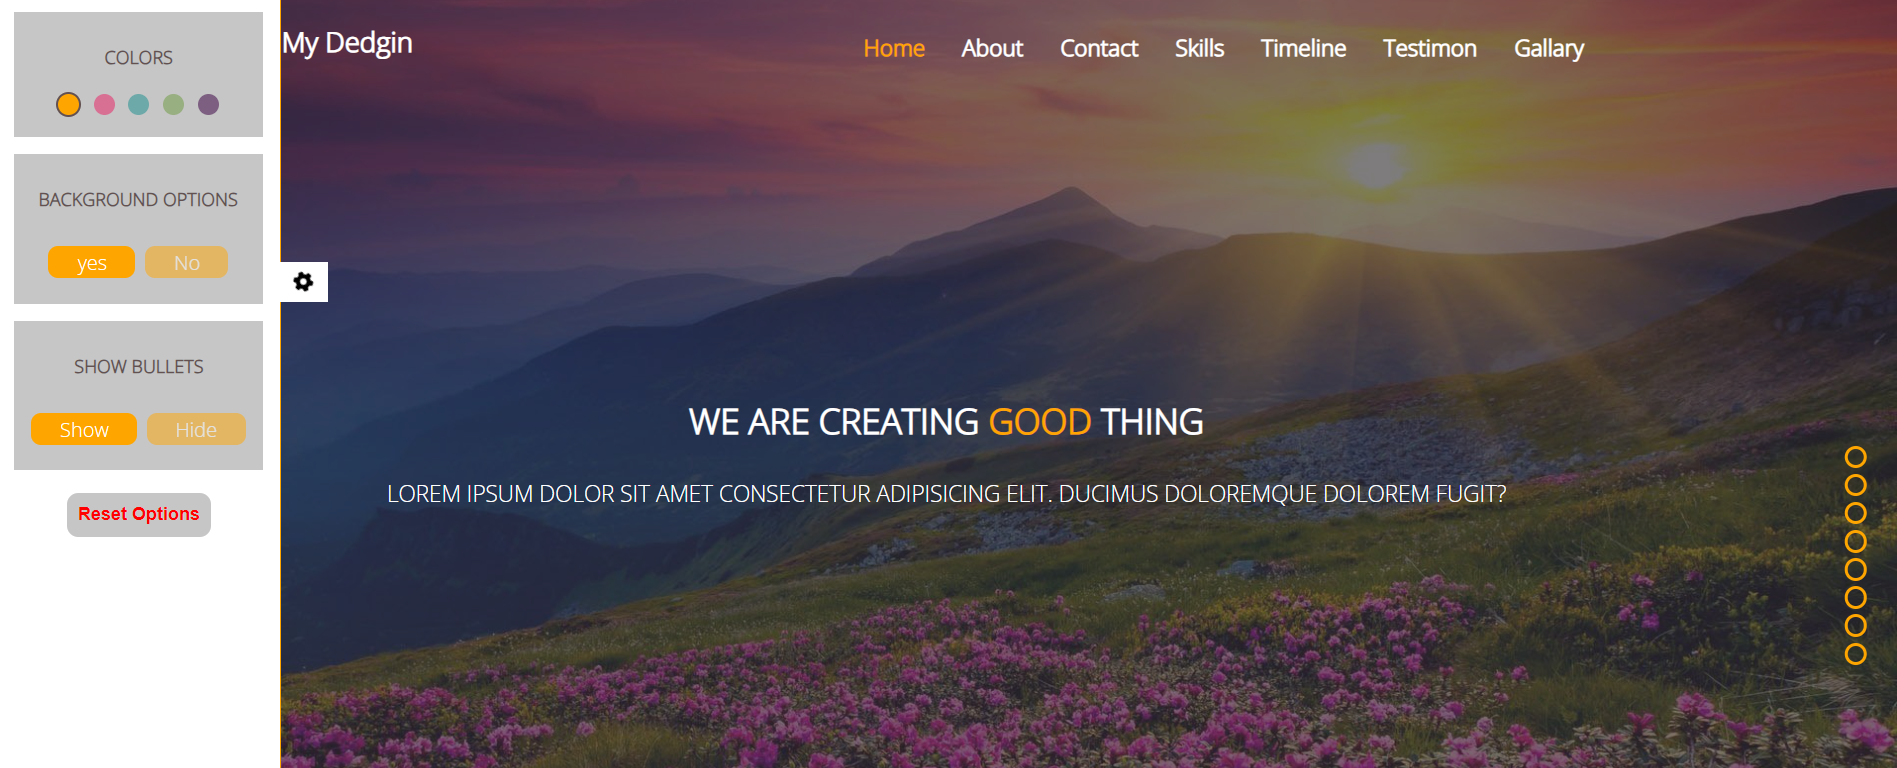 COLORS
BACKGROUND OPTIONS
yes No
SHOW BULLETS
Show Hide
Reset Options
My Dedgin
Home About Contact Skills Timeline Testimon Gallary
WE ARE CREATING GOOD THING
LOREM IPSUM DOLOR SIT AMET CONSECTETUR ADIPISICING ELIT. DUCIMUS DOLOREMQUE DOLOREM FUGIT?